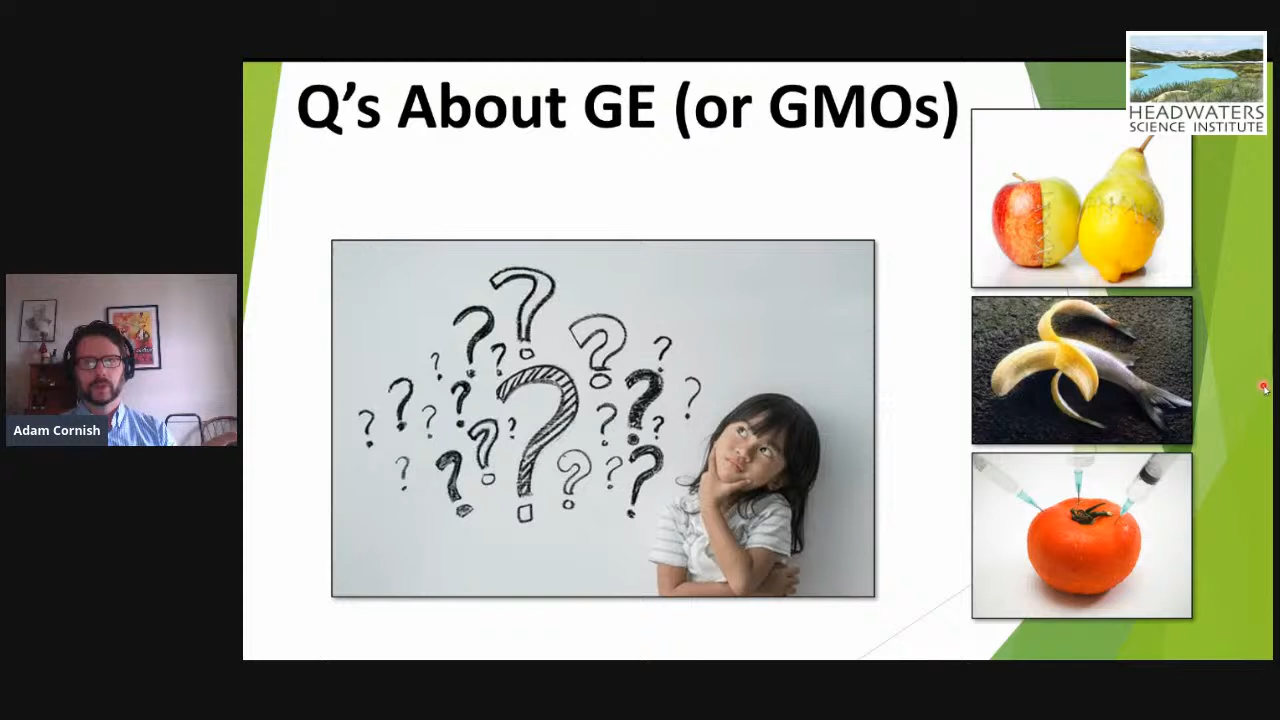 Q's About GE (or GMOs)
HEADWATERS
SCIENCE INSTITUTE
Adam Cornish